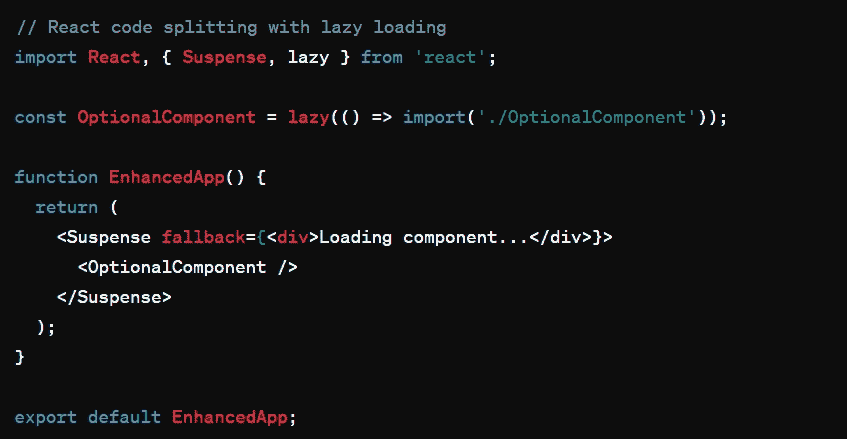 // React code splitting with lazy loading
import React, { Suspense, lazy } from 'react';
const OptionalComponent = lazy(() => import('./OptionalComponent'));
function EnhancedApp() {
  return (
    <Suspense fallback={<div>Loading component...</div>}>
      <OptionalComponent />
    </Suspense>
  );
}
export default EnhancedApp;